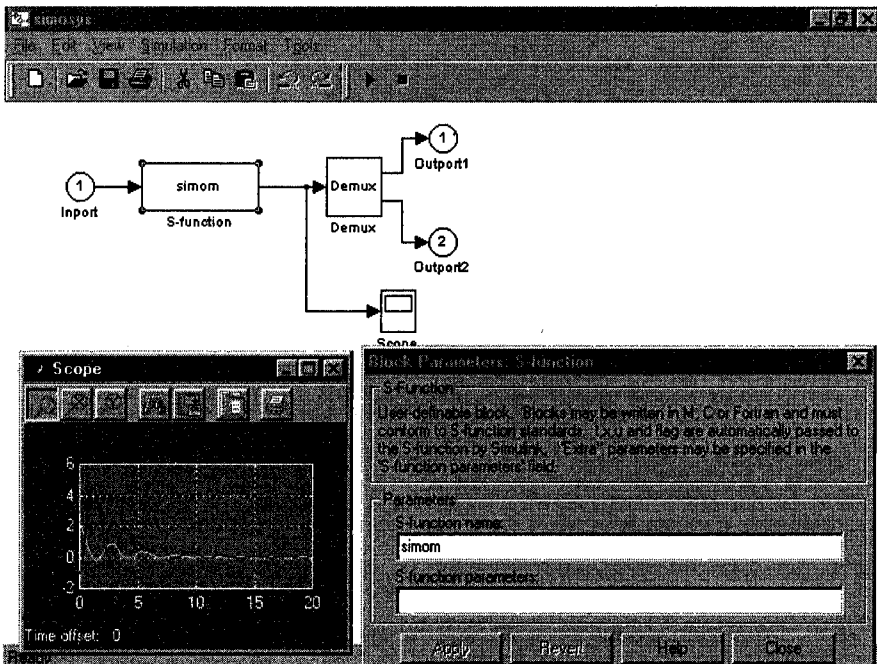 simosys
File Edit View Simulation Format Tools
1
Inport
simom
S-function
Demux
Demux
1
Outport1
2
Outport2
Scope
Scope
6
4
2
0
-2
0 5 10 15 20
Time offset: 0
Ready
Block Parameters: S-function
S-Function
User-definable block. Blocks may be written in M, C or Fortran and must
conform to S-function standards. t,x,u and flag are automatically passed to
the S-function by Simulink. "Extra" parameters may be specified in the
'S-function parameters' field.
Parameters
S-function name:
simom
S-function parameters:
Apply Revert Help Close